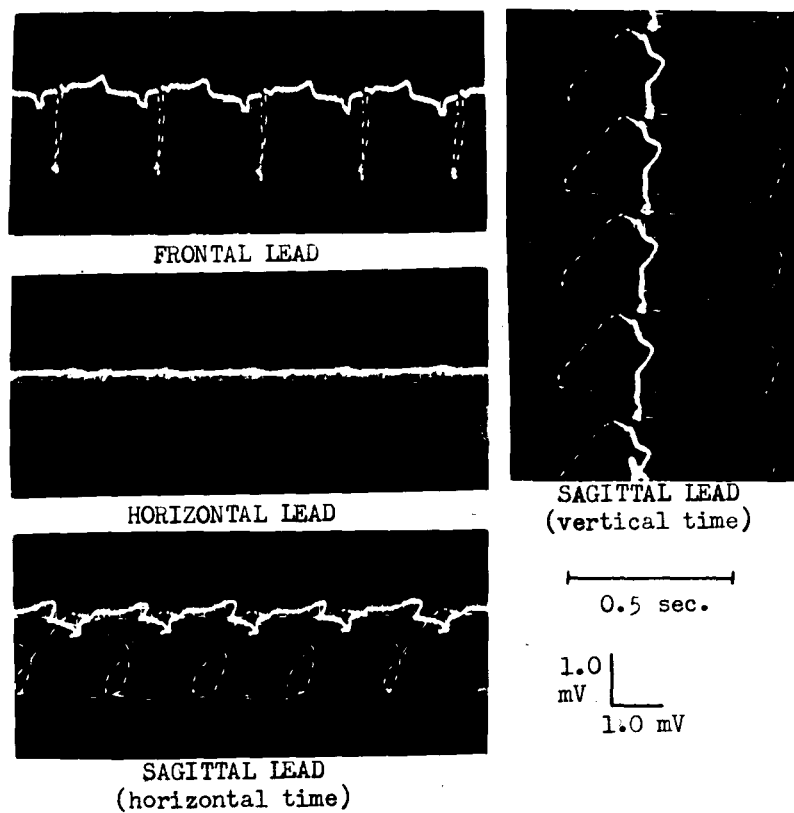 FRONTAL LEAD
HORIZONTAL LEAD
SAGITTAL LEAD
(horizontal time)
SAGITTAL LEAD
(vertical time)
0.5 sec.
1.0
mV
1.0 mV